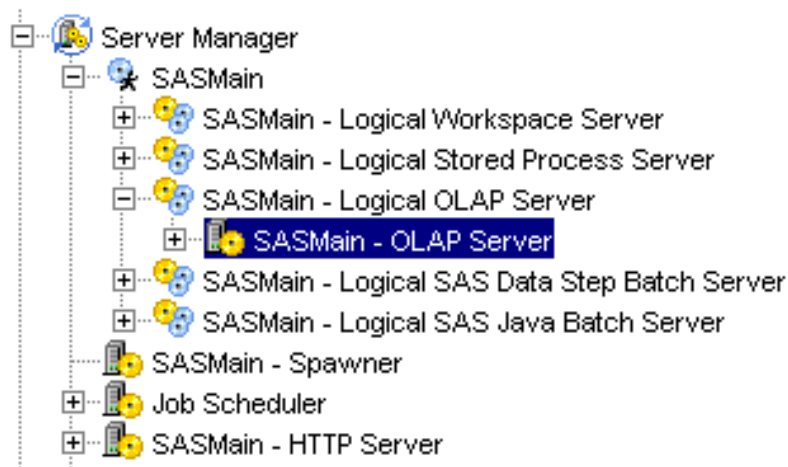 Server Manager
SASMain
SASMain - Logical Workspace Server
SASMain - Logical Stored Process Server
SASMain - Logical OLAP Server
SASMain - OLAP Server
SASMain - Logical SAS Data Step Batch Server
SASMain - Logical SAS Java Batch Server
SASMain - Spawner
Job Scheduler
SASMain - HTTP Server